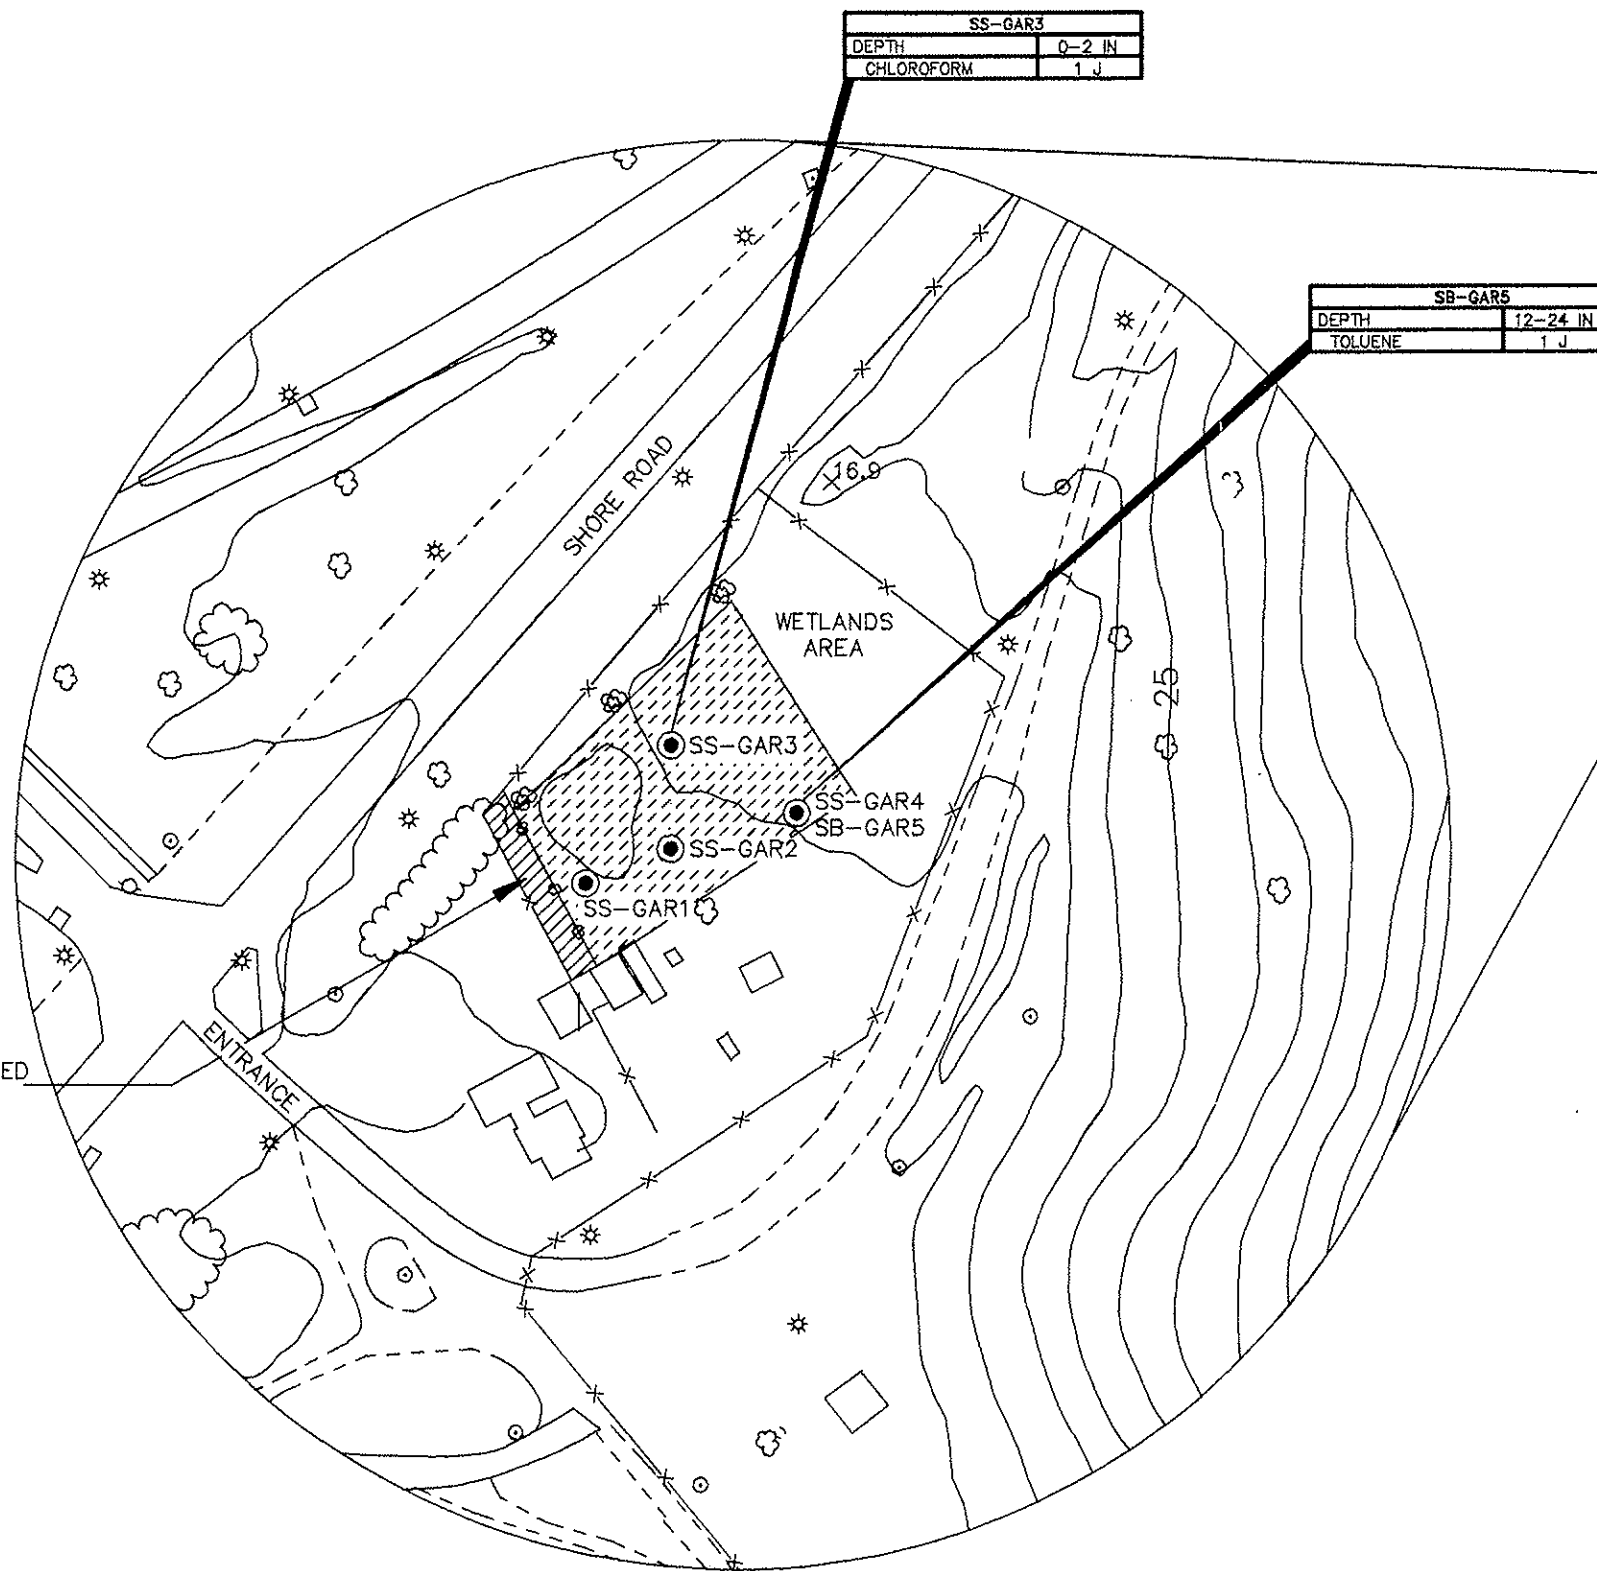 SS-GAR3
DEPTH 0-2 IN
CHLOROFORM 1 J
SB-GAR5
DEPTH 12-24 IN
TOLUENE 1 J
16.9
SHORE ROAD
WETLANDS
AREA
25
SS-GAR3
SS-GAR4
SB-GAR5
SS-GAR2
SS-GAR1
ENTRANCE
ED